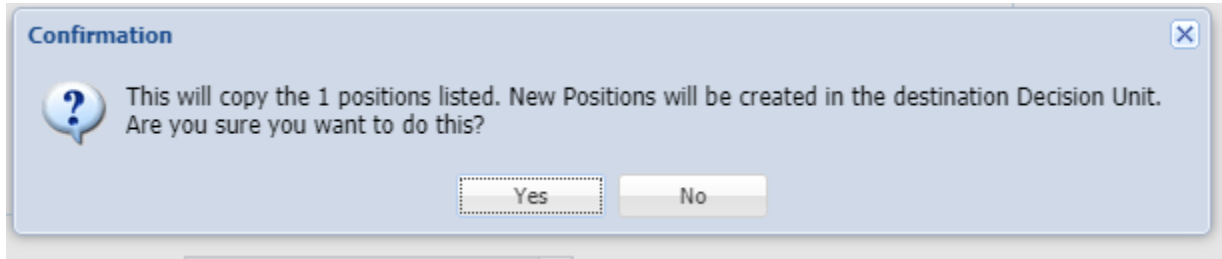 Confirmation
This will copy the 1 positions listed. New Positions will be created in the destination Decision Unit.
Are you sure you want to do this?
Yes
No